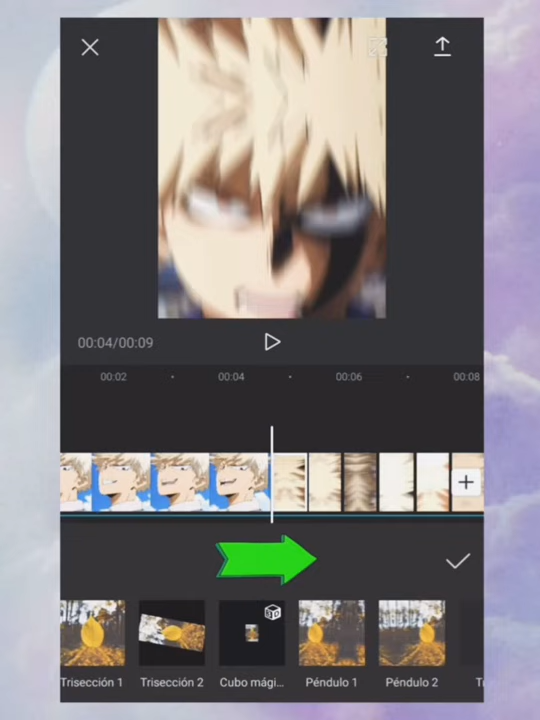 00:04/00:09
00:02
00:04
00:06
00:08
3D
Trisección 1
Trisección 2
Cubo mági...
Péndulo 1
Péndulo 2